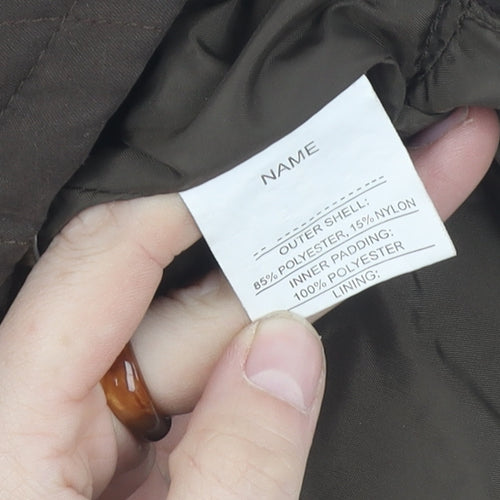 NAME
OUTER SHELL:
85% POLYESTER, 15% NYLON
INNER PADDING:
100% POLYESTER
LINING: